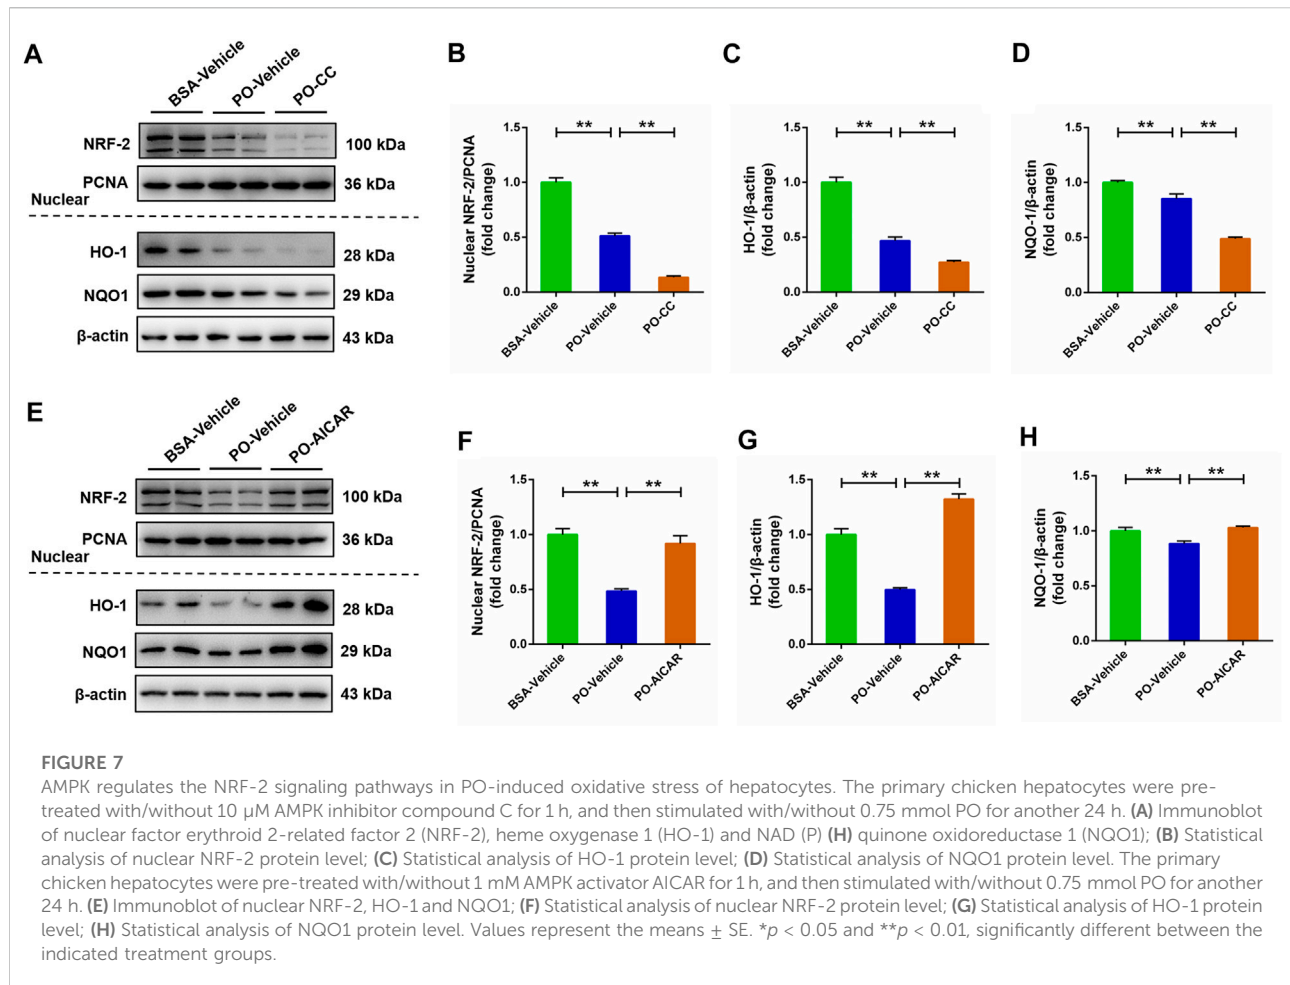 A
BSA-Vehicle
PO-Vehicle
PO-CC
NRF-2
100 kDa
PCNA
36 kDa
Nuclear
HO-1
28 kDa
NQO1
29 kDa
β-actin
43 kDa
B
Nuclear NRF-2/PCNA
(fold change)
1.5
1.0
0.5
0.0
**
**
BSA-Vehicle
PO-Vehicle
PO-CC
C
HO-1/β-actin
(fold change)
1.5
1.0
0.5
0.0
**
**
BSA-Vehicle
PO-Vehicle
PO-CC
D
NQO-1/β-actin
(fold change)
1.5
1.0
0.5
0.0
**
**
BSA-Vehicle
PO-Vehicle
PO-CC
E
BSA-Vehicle
PO-Vehicle
PO-AICAR
NRF-2
100 kDa
PCNA
36 kDa
Nuclear
HO-1
28 kDa
NQO1
29 kDa
β-actin
43 kDa
F
Nuclear NRF-2/PCNA
(fold change)
1.5
1.0
0.5
0.0
**
**
BSA-Vehicle
PO-Vehicle
PO-AICAR
G
HO-1/β-actin
(fold change)
1.5
1.0
0.5
0.0
**
**
BSA-Vehicle
PO-Vehicle
PO-AICAR
H
NQO-1/β-actin
(fold change)
1.5
1.0
0.5
0.0
**
**
BSA-Vehicle
PO-Vehicle
PO-AICAR
FIGURE 7
AMPK regulates the NRF-2 signaling pathways in PO-induced oxidative stress of hepatocytes. The primary chicken hepatocytes were pre-
treated with/without 10 μM AMPK inhibitor compound C for 1 h, and then stimulated with/without 0.75 mmol PO for another 24 h. (A) Immunoblot
of nuclear factor erythroid 2-related factor 2 (NRF-2), heme oxygenase 1 (HO-1) and NAD (P) (H) quinone oxidoreductase 1 (NQO1); (B) Statistical
analysis of nuclear NRF-2 protein level; (C) Statistical analysis of HO-1 protein level; (D) Statistical analysis of NQO1 protein level. The primary
chicken hepatocytes were pre-treated with/without 1 mM AMPK activator AICAR for 1 h, and then stimulated with/without 0.75 mmol PO for another
24 h. (E) Immunoblot of nuclear NRF-2, HO-1 and NQO1; (F) Statistical analysis of nuclear NRF-2 protein level; (G) Statistical analysis of HO-1 protein
level; (H) Statistical analysis of NQO1 protein level. Values represent the means ± SE. *p < 0.05 and **p < 0.01, significantly different between the
indicated treatment groups.